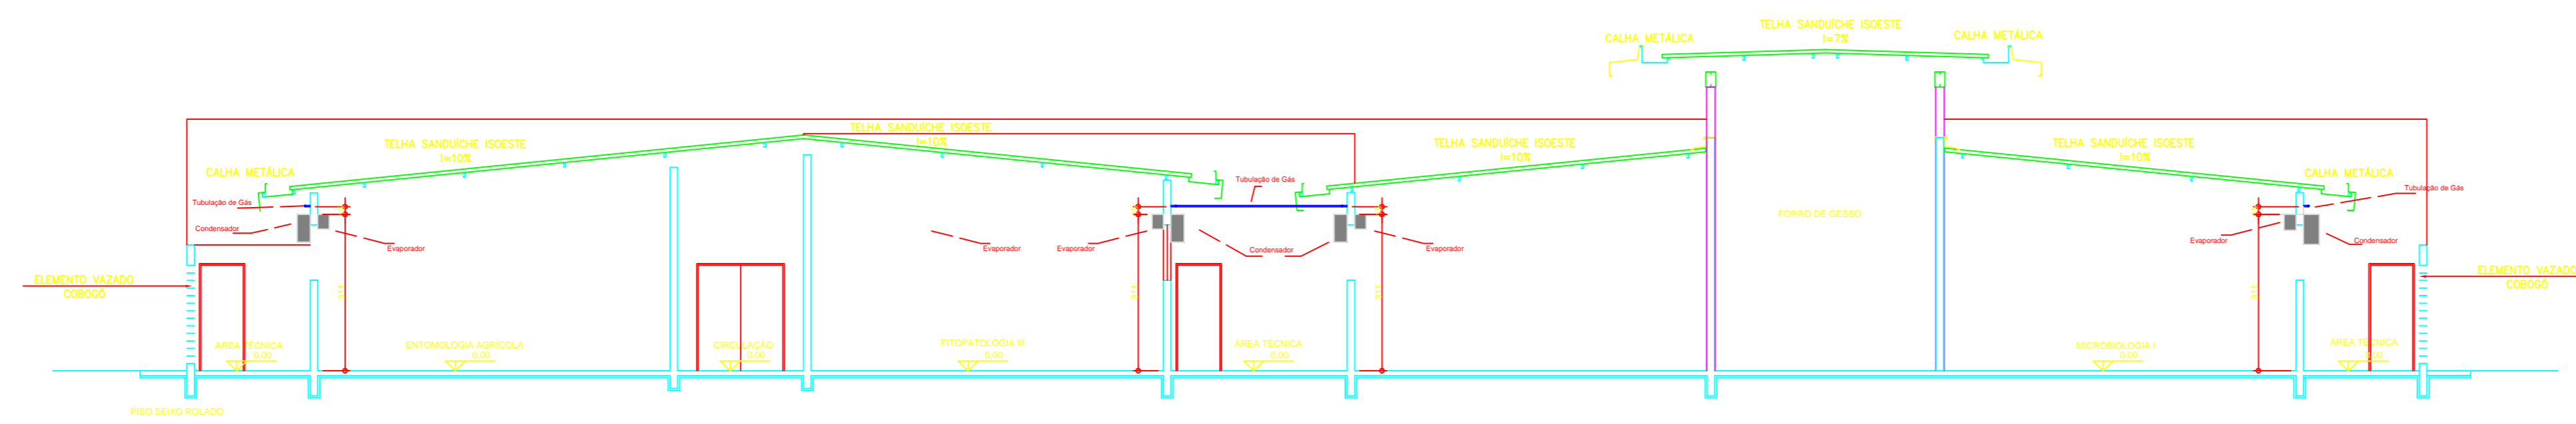 TELHA SANDUÍCHE ISOESTE
I=7%
CALHA METÁLICA
CALHA METÁLICA
TELHA SANDUÍCHE ISOESTE
I=10%
TELHA SANDUÍCHE ISOESTE
I=10%
TELHA SANDUÍCHE ISOESTE
I=10%
TELHA SANDUÍCHE ISOESTE
I=10%
CALHA METÁLICA
CALHA METÁLICA
Tubulação de Gás
Tubulação de Gás
Tubulação de Gás
FORRO DE GESSO
Condensador
Evaporador
Evaporador
Evaporador
Condensador
Evaporador
Evaporador
Condensador
ELEMENTO VAZADO
COBOGÓ
ELEMENTO VAZADO
COBOGÓ
311
311
311
311
ÁREA TÉCNICA
0,00
ENTOMOLOGIA AGRÍCOLA
0,00
CIRCULAÇÃO
0,00
FITOPATOLOGIA III
0,00
ÁREA TÉCNICA
0,00
MICROBIOLOGIA I
0,00
ÁREA TÉCNICA
0,00
PISO SEIXO ROLADO